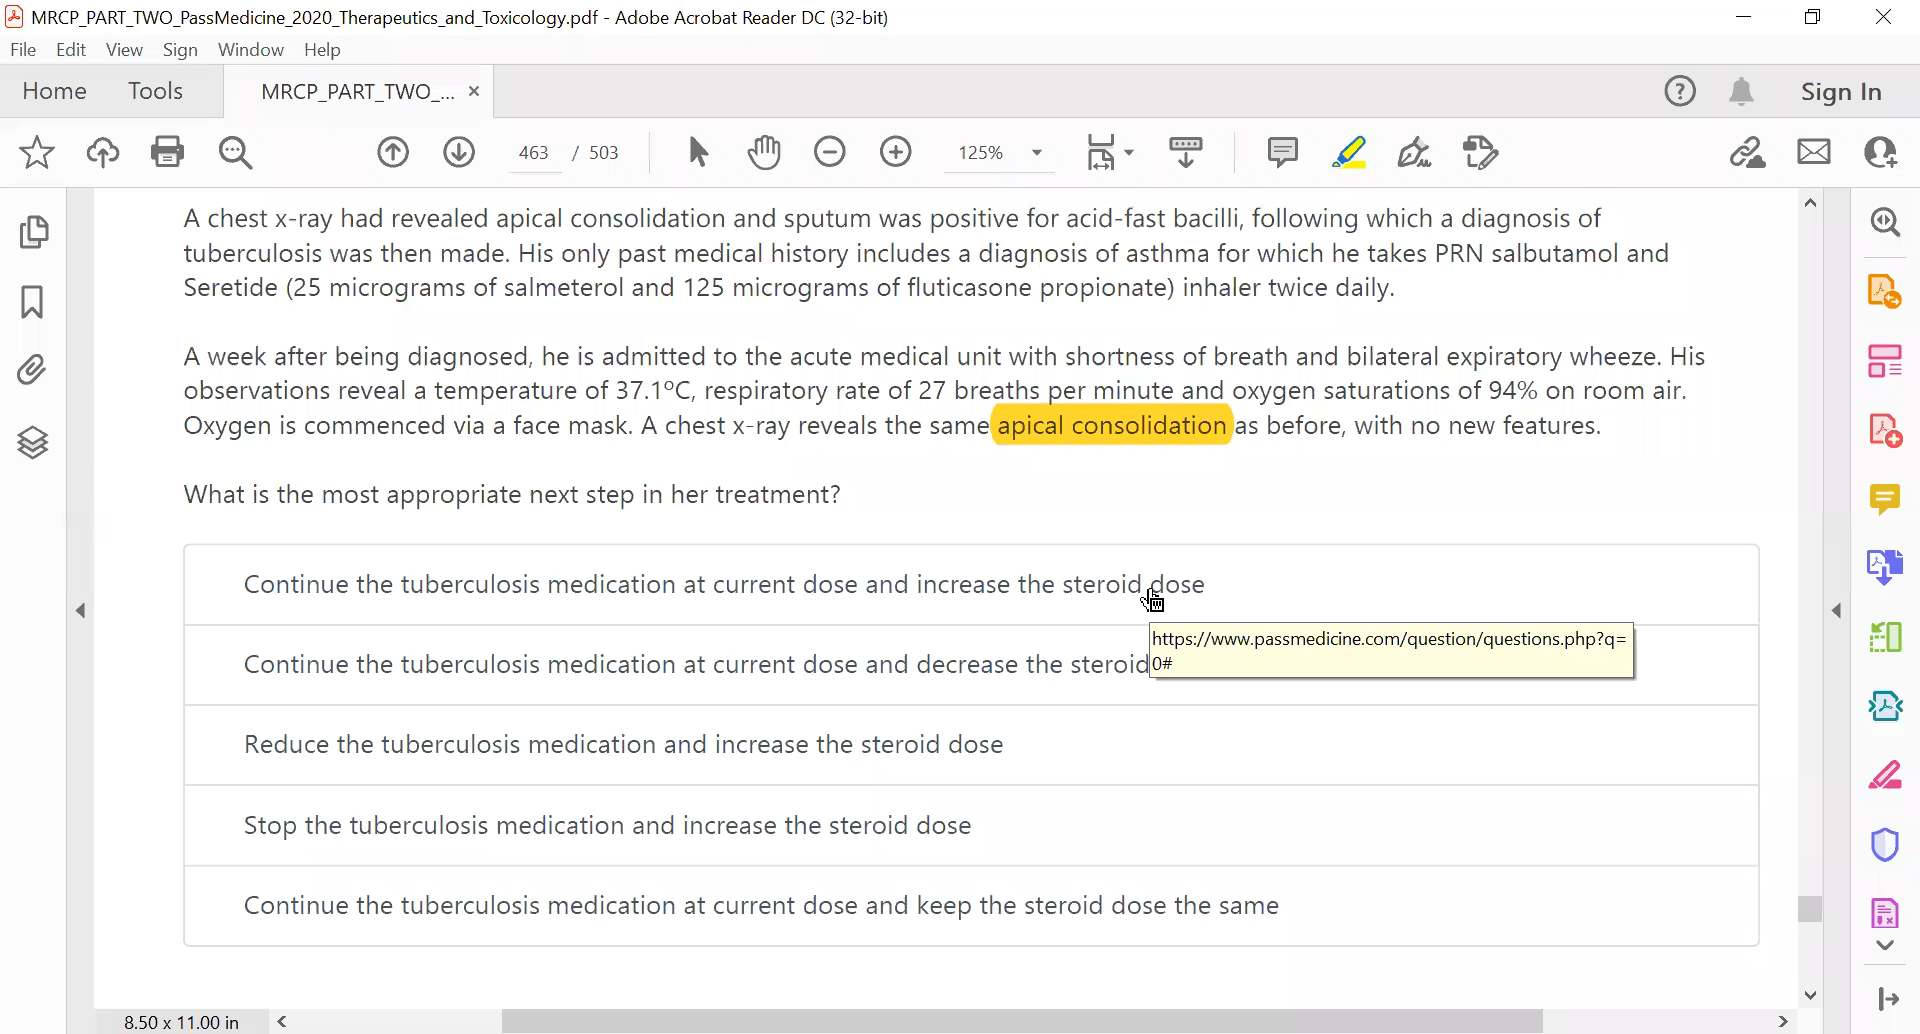 MRCP_PART_TWO_PassMedicine_2020_Therapeutics_and_Toxicology.pdf - Adobe Acrobat Reader DC (32-bit)
File Edit View Sign Window Help
Home Tools MRCP_PART_TWO_... × Sign In
463 / 503 125%
A chest x-ray had revealed apical consolidation and sputum was positive for acid-fast bacilli, following which a diagnosis of
tuberculosis was then made. His only past medical history includes a diagnosis of asthma for which he takes PRN salbutamol and
Seretide (25 micrograms of salmeterol and 125 micrograms of fluticasone propionate) inhaler twice daily.
A week after being diagnosed, he is admitted to the acute medical unit with shortness of breath and bilateral expiratory wheeze. His
observations reveal a temperature of 37.1ºC, respiratory rate of 27 breaths per minute and oxygen saturations of 94% on room air.
Oxygen is commenced via a face mask. A chest x-ray reveals the same apical consolidation as before, with no new features.
What is the most appropriate next step in her treatment?
Continue the tuberculosis medication at current dose and increase the steroid dose
https://www.passmedicine.com/question/questions.php?q=
0#
Continue the tuberculosis medication at current dose and decrease the steroid
Reduce the tuberculosis medication and increase the steroid dose
Stop the tuberculosis medication and increase the steroid dose
Continue the tuberculosis medication at current dose and keep the steroid dose the same
8.50 x 11.00 in